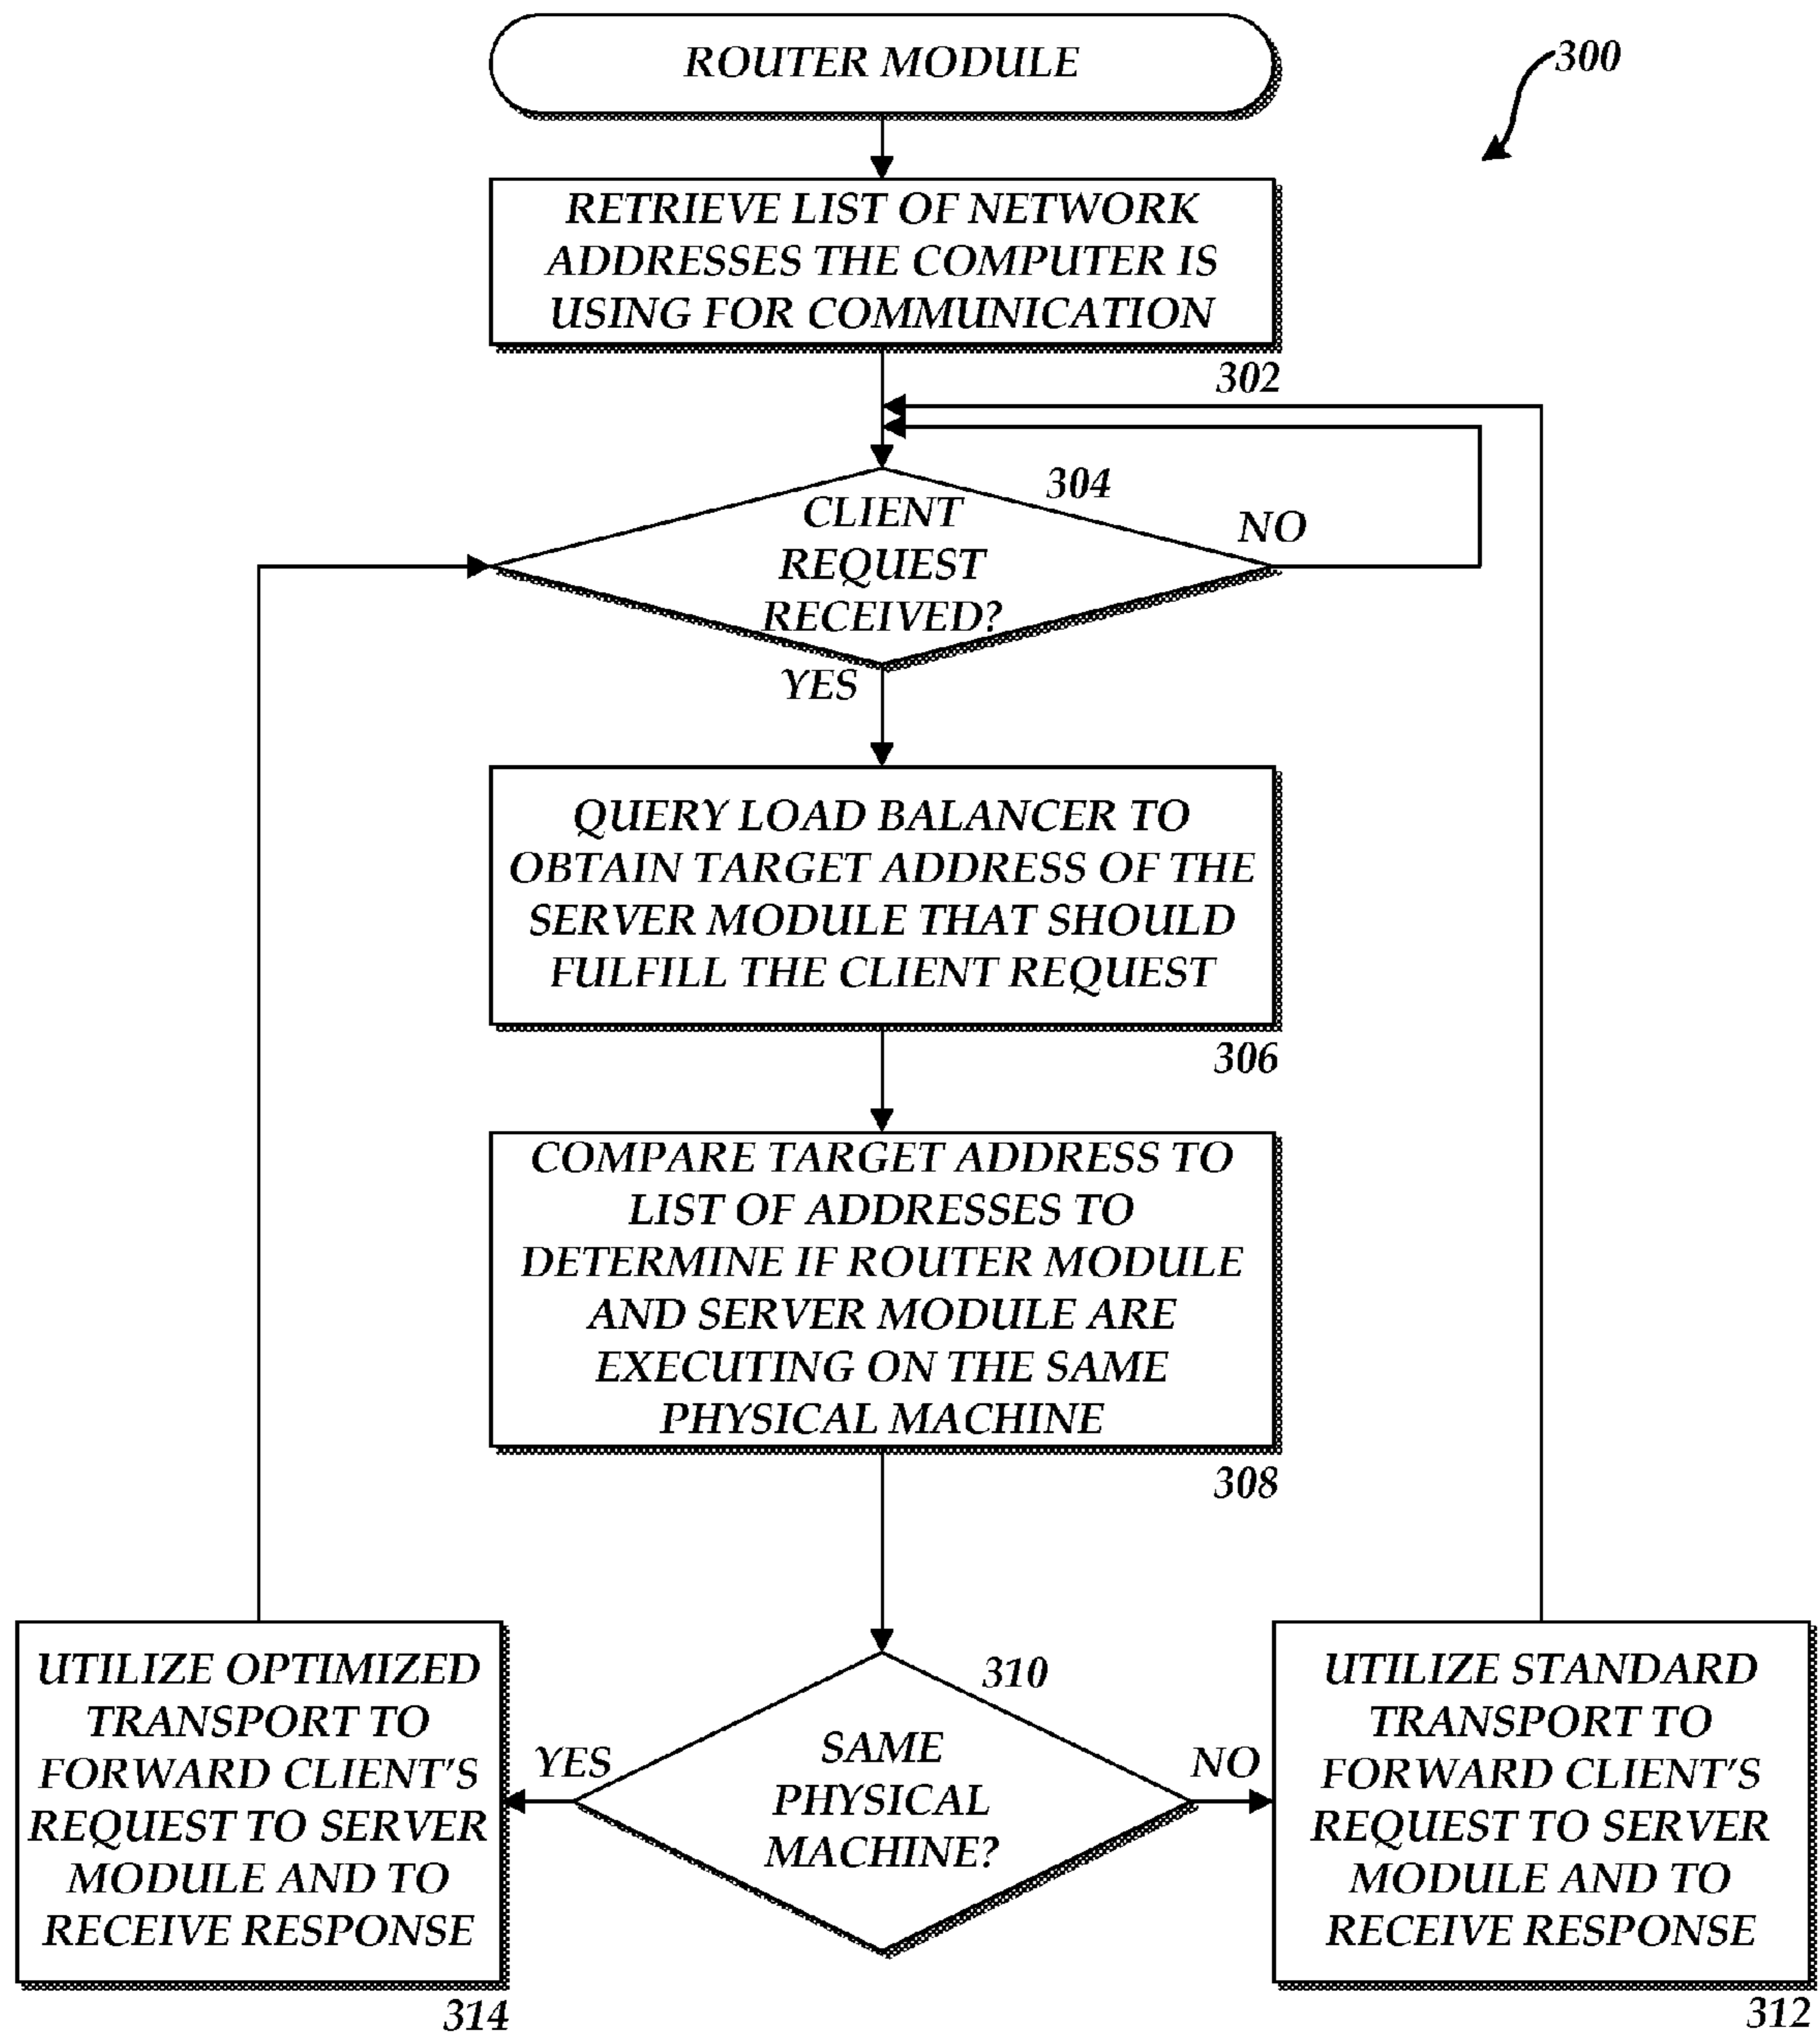 ROUTER MODULE
300
RETRIEVE LIST OF NETWORK
ADDRESSES THE COMPUTER IS
USING FOR COMMUNICATION
302
304
CLIENT
REQUEST
RECEIVED?
NO
YES
QUERY LOAD BALANCER TO
OBTAIN TARGET ADDRESS OF THE
SERVER MODULE THAT SHOULD
FULFILL THE CLIENT REQUEST
306
COMPARE TARGET ADDRESS TO
LIST OF ADDRESSES TO
DETERMINE IF ROUTER MODULE
AND SERVER MODULE ARE
EXECUTING ON THE SAME
PHYSICAL MACHINE
308
310
SAME
PHYSICAL
MACHINE?
YES
NO
UTILIZE OPTIMIZED
TRANSPORT TO
FORWARD CLIENT'S
REQUEST TO SERVER
MODULE AND TO
RECEIVE RESPONSE
314
UTILIZE STANDARD
TRANSPORT TO
FORWARD CLIENT'S
REQUEST TO SERVER
MODULE AND TO
RECEIVE RESPONSE
312